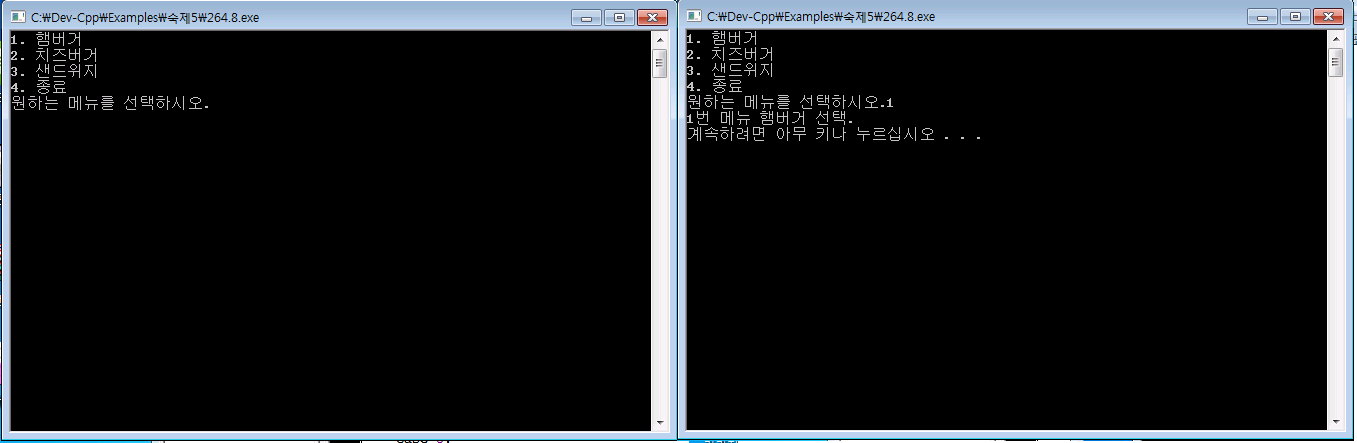 C:₩Dev-Cpp₩Examples₩숙제5₩264.8.exe
1. 햄버거
2. 치즈버거
3. 샌드위지
4. 종료
원하는 메뉴를 선택하시오.
C:₩Dev-Cpp₩Examples₩숙제5₩264.8.exe
1. 햄버거
2. 치즈버거
3. 샌드위지
4. 종료
원하는 메뉴를 선택하시오.1
1번 메뉴 햄버거 선택.
계속하려면 아무 키나 누르십시오 . . .